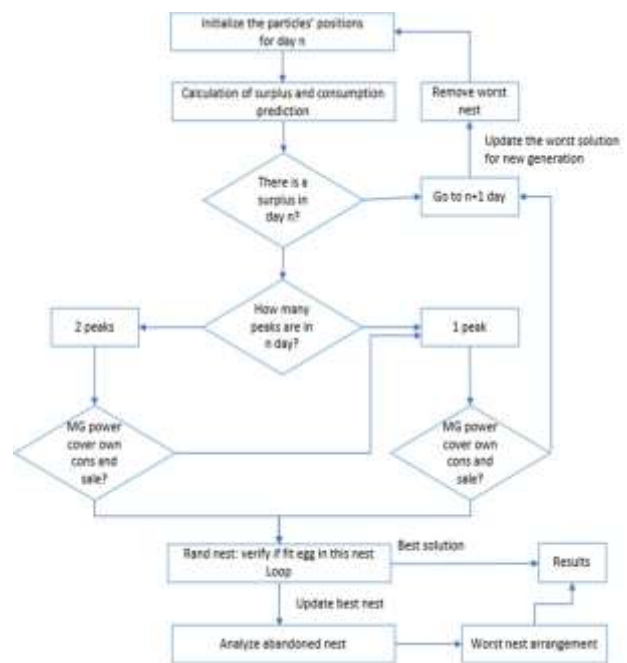 Initialize the particles' positions
for day n
Calculation of surplus and consumption
prediction
Remove worst
nest
Update the worst solution
for new generation
There is a
surplus in
day n?
Go to n+1 day
How many
peaks are in
n day?
2 peaks
1 peak
MG power
cover own
cons and
sale?
MG power
cover own
cons and
sale?
Rand nest: verify if fit egg in this nest
Loop
Best solution
Results
Update best nest
Analyze abandoned nest
Worst nest arrangement